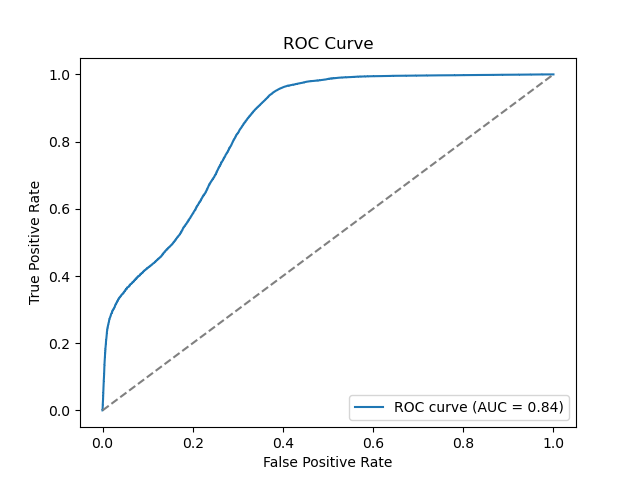 ROC Curve
1.0
0.8
0.6
0.4
0.2
0.0
True Positive Rate
ROC curve (AUC = 0.84)
0.0 0.2 0.4 0.6 0.8 1.0
False Positive Rate